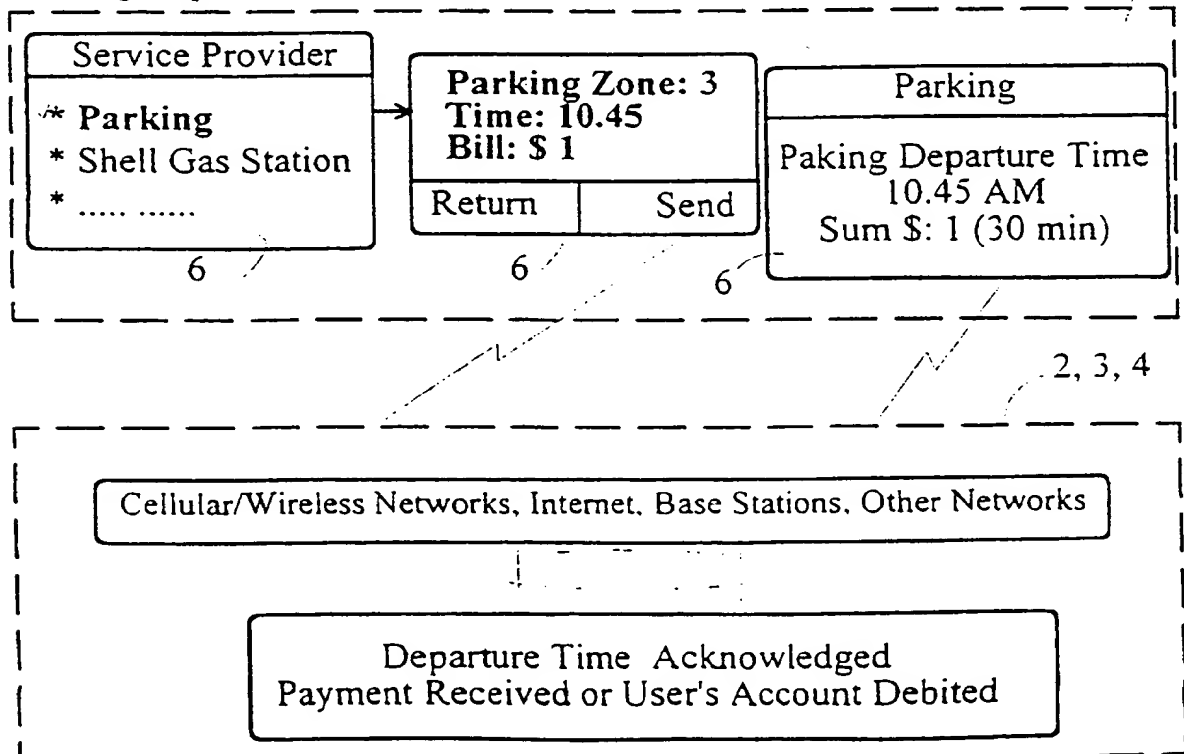 Service Provider
* Parking
* Shell Gas Station
* ..... ......
6
Parking Zone: 3
Time: 10.45
Bill: $ 1
Return Send
6
Parking
Paking Departure Time
10.45 AM
Sum $: 1 (30 min)
6
2, 3, 4
Cellular/Wireless Networks, Internet, Base Stations, Other Networks
Departure Time Acknowledged
Payment Received or User's Account Debited